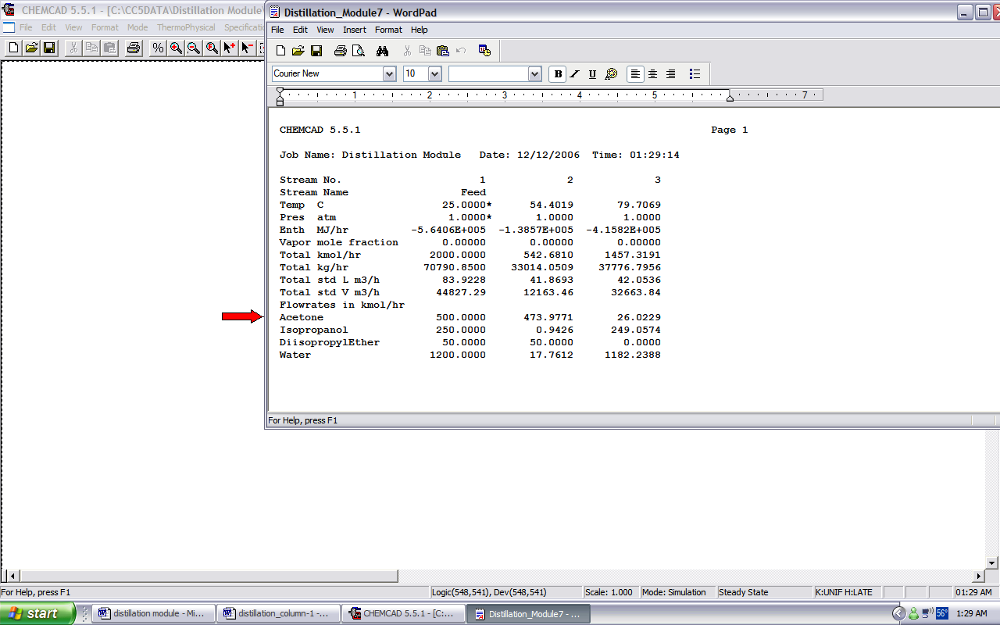 CHEMCAD 5.5.1 - [C:\CC5DATA\Distillation Module
File Edit View Format Mode ThermoPhysical Specificati
Distillation_Module7 - WordPad
File Edit View Insert Format Help
Courier New 10 B U
1 2 3 4 5 7
CHEMCAD 5.5.1 Page 1
Job Name: Distillation Module Date: 12/12/2006 Time: 01:29:14
Stream No. 1 2 3
Stream Name Feed
Temp C 25.0000* 54.4019 79.7069
Pres atm 1.0000* 1.0000 1.0000
Enth MJ/hr -5.6406E+005 -1.3857E+005 -4.1582E+005
Vapor mole fraction 0.00000 0.00000 0.00000
Total kmol/hr 2000.0000 542.6810 1457.3191
Total kg/hr 70790.8500 33014.0509 37776.7956
Total std L m3/h 83.9228 41.8693 42.0536
Total std V m3/h 44827.29 12163.46 32663.84
Flowrates in kmol/hr
Acetone 500.0000 473.9771 26.0229
Isopropanol 250.0000 0.9426 249.0574
DiisopropylEther 50.0000 50.0000 0.0000
Water 1200.0000 17.7612 1182.2388
For Help, press F1
For Help, press F1 Logic(548,541), Dev(548,541) Scale: 1.000 Mode: Simulation Steady State K:UNIF H:LATE 01:29 AM
start distillation module - Mi... distillation_column-1 -... CHEMCAD 5.5.1 - [C:... Distillation_Module7 - ... 56° 1:29 AM